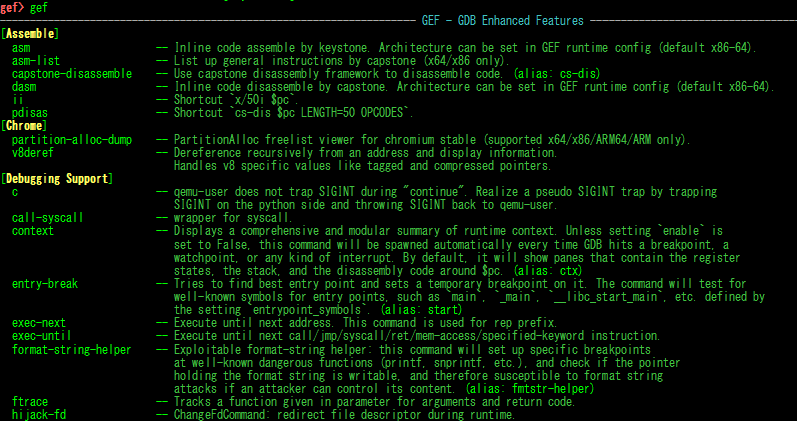 gef> gef
GEF - GDB Enhanced Features
[Assemble]
asm -- Inline code assemble by keystone. Architecture can be set in GEF runtime config (default x86-64).
asm-list -- List up general instructions by capstone (x64/x86 only).
capstone-disassemble -- Use capstone disassembly framework to disassemble code. (alias: cs-dis)
dasm -- Inline code disassemble by capstone. Architecture can be set in GEF runtime config (default x86-64).
ii -- Shortcut `x/50i $pc`.
pdisas -- Shortcut `cs-dis $pc LENGTH=50 OPCODES`.
[Chrome]
partition-alloc-dump -- PartitionAlloc freelist viewer for chromium stable (supported x64/x86/ARM64/ARM only).
v8deref -- Dereference recursively from an address and display information.
Handles v8 specific values like tagged and compressed pointers.
[Debugging Support]
c -- qemu-user does not trap SIGINT during "continue". Realize a pseudo SIGINT trap by trapping
SIGINT on the python side and throwing SIGINT back to qemu-user.
call-syscall -- wrapper for syscall.
context -- Displays a comprehensive and modular summary of runtime context. Unless setting `enable` is
set to False, this command will be spawned automatically every time GDB hits a breakpoint, a
watchpoint, or any kind of interrupt. By default, it will show panes that contain the register
states, the stack, and the disassembly code around $pc. (alias: ctx)
entry-break -- Tries to find best entry point and sets a temporary breakpoint on it. The command will test for
well-known symbols for entry points, such as `main`, `_main`, `__libc_start_main`, etc. defined by
the setting `entrypoint_symbols`. (alias: start)
exec-next -- Execute until next address. This command is used for rep prefix.
exec-until -- Execute until next call/jmp/syscall/ret/mem-access/specified-keyword instruction.
format-string-helper -- Exploitable format-string helper: this command will set up specific breakpoints
at well-known dangerous functions (printf, snprintf, etc.), and check if the pointer
holding the format string is writable, and therefore susceptible to format string
attacks if an attacker can control its content. (alias: fmtstr-helper)
ftrace -- Tracks a function given in parameter for arguments and return code.
hijack-fd -- ChangeFdCommand: redirect file descriptor during runtime.